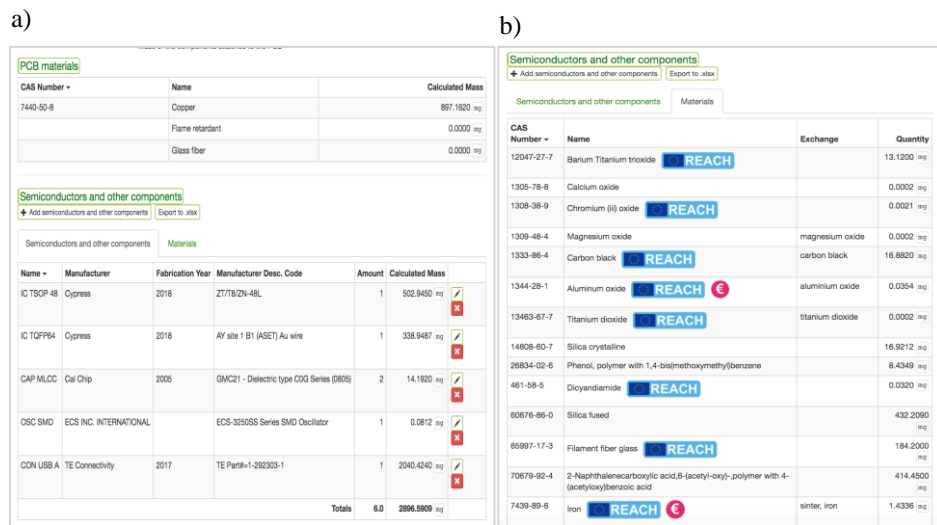 a)
b)
PCB materials
CAS Number Name Calculated Mass
7440-50-8 Copper 897.1620 mg
Flame retardant 0.0000 mg
Glass fiber 0.0000 mg
Semiconductors and other components
+ Add semiconductors and other components Export to .xlsx
Semiconductors and other components Materials
Name Manufacturer Fabrication Year Manufacturer Desc. Code Amount Calculated Mass
IC TSOP 48 Cypress 2018 ZT/T8/ZN-48L 1 502.9450 mg
IC TQFP64 Cypress 2018 AY site 1 B1 (ASET) Au wire 1 338.9487 mg
CAP MLCC Cal Chip 2005 GMC21 - Dielectric type C0G Series (0805) 2 14.1920 mg
OSC SMD ECS INC. INTERNATIONAL ECS-3250SS Series SMD Oscillator 1 0.0812 mg
CON USB A TE Connectivity 2017 TE Part#=1-292303-1 1 2040.4240 mg
Totals 6.0 2896.5909 mg
Semiconductors and other components
+ Add semiconductors and other components Export to .xlsx
Semiconductors and other components Materials
CAS
Number Name Exchange Quantity
12047-27-7 Barium Titanium trioxide REACH 13.1200 mg
1305-78-8 Calcium oxide 0.0002 mg
1308-38-9 Chromium (iii) oxide REACH 0.0021 mg
1309-48-4 Magnesium oxide magnesium oxide 0.0002 mg
1333-86-4 Carbon black REACH carbon black 16.8820 mg
1344-28-1 Aluminum oxide REACH € aluminium oxide 0.0354 mg
13463-67-7 Titanium dioxide REACH titanium dioxide 0.0002 mg
14808-60-7 Silica crystalline 16.9212 mg
26834-02-6 Phenol, polymer with 1,4-bis(methoxymethyl)benzene 8.4349 mg
461-58-5 Dicyandiamide REACH 0.0320 mg
60676-86-0 Silica fused 432.2090
mg
65997-17-3 Filament fiber glass REACH 184.2000
mg
70679-92-4 2-Naphthalenecarboxylic acid,6-(acetyl-oxy)-,polymer with 4- 414.4500
(acetyloxy)benzoic acid mg
7439-89-6 Iron REACH € sinter, iron 1.4336 mg